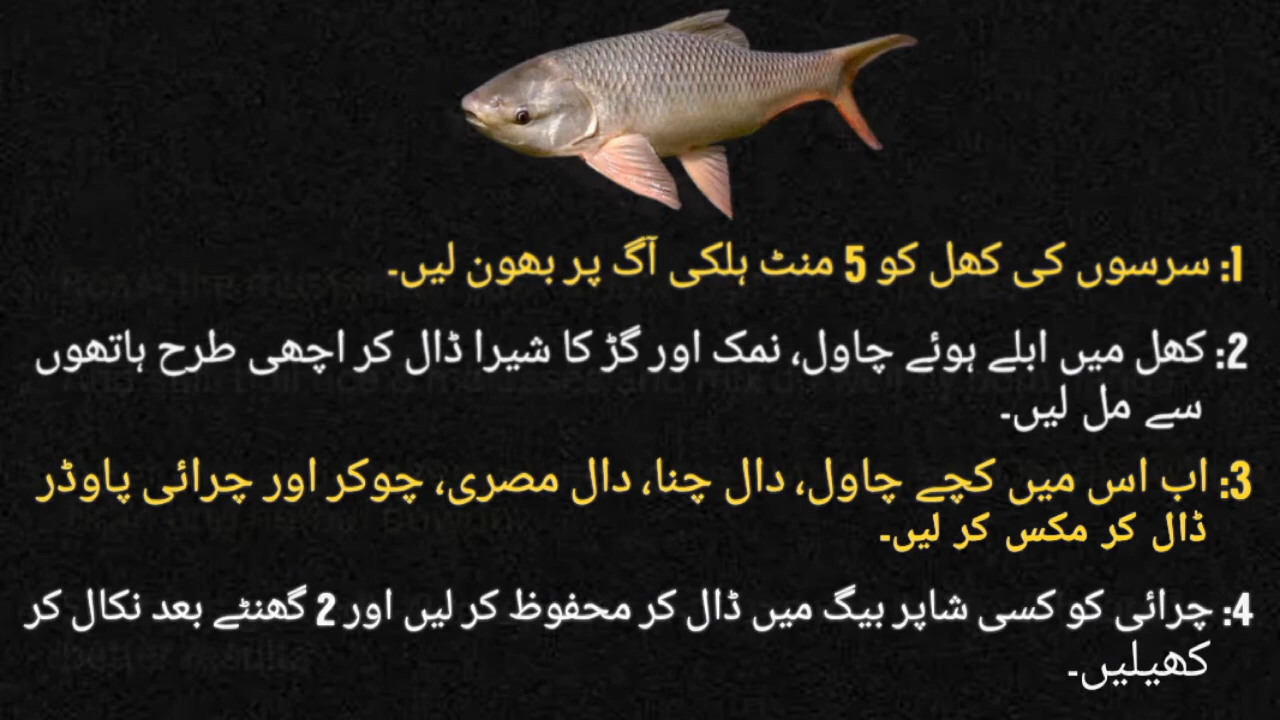 1: سرسوں کی کھل کو 5 منٹ ہلکی آگ پر بھون لیں۔
2: کھل میں ابلے ہوئے چاول، نمک اور گڑ کا شیرا ڈال کر اچھی طرح ہاتھوں
سے مل لیں۔
3: اب اس میں کچے چاول، دال چنا، دال مصری، چوکر اور چرائی پاوڈر
ڈال کر مکس کر لیں۔
4: چرائی کو کسی شاپر بیگ میں ڈال کر محفوظ کر لیں اور 2 گھنٹے بعد نکال کر
کھیلیں۔
better results